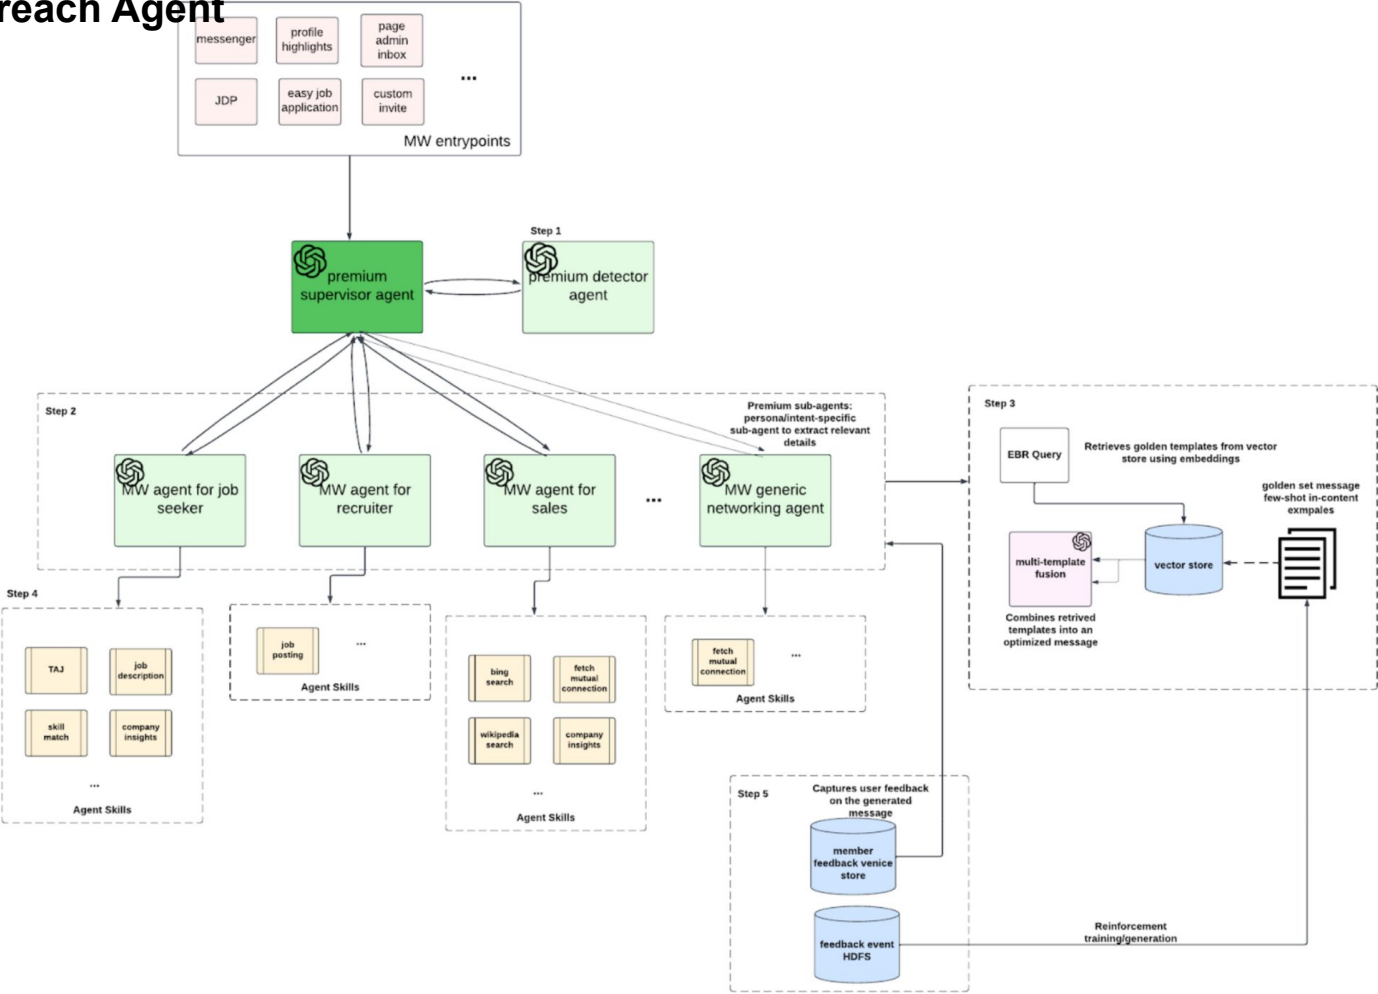 reach Agent
messenger
profile
highlights
page
admin
inbox
...
JDP
easy job
application
custom
invite
MW entrypoints
premium
supervisor agent
Step 1
premium detector
agent
Step 2
Premium sub-agents:
persona/intent-specific
sub-agent to extract relevant
details
MW agent for job
seeker
MW agent for
recruiter
MW agent for
sales
...
MW generic
networking agent
Step 3
EBR Query
Retrieves golden templates from vector
store using embeddings
golden set message
few-shot in-content
exmpales
multi-template
fusion
vector store
Combines retrived
templates into an
optimized message
Step 4
TAJ
job
description
skill
match
company
insights
...
Agent Skills
job
posting
...
Agent Skills
bing
search
fetch
mutual
connection
wikipedia
search
company
insights
...
Agent Skills
fetch
mutual
connection
...
Agent Skills
Step 5
Captures user feedback
on the generated
message
member
feedback venice
store
feedback event
HDFS
Reinforcement
training/generation